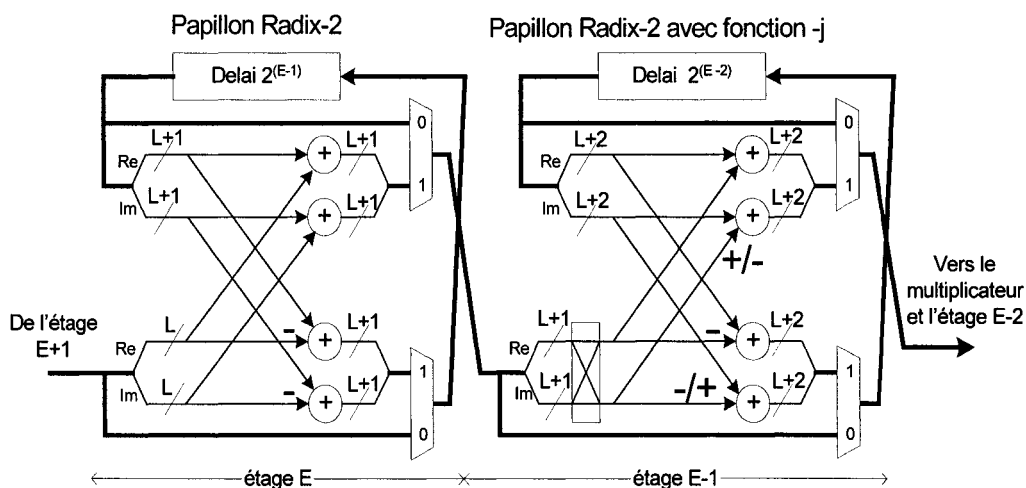 Papillon Radix-2
Papillon Radix-2 avec fonction -j
Delai 2^(E-1)
Delai 2^(E-2)
0
0
L+1
L+1
L+2
L+2
Re
+
1
Re
+
1
L+1
L+1
L+2
L+2
Im
+
Im
+
+/-
De l'étage
E+1
Vers le
multiplicateur
et l'étage E-2
L
L+1
L+1
L+2
Re
-
+
Re
-
+
L
L+1
1
L+1
L+2
1
Im
-
+
Im
-/+
+
0
0
étage E
étage E-1